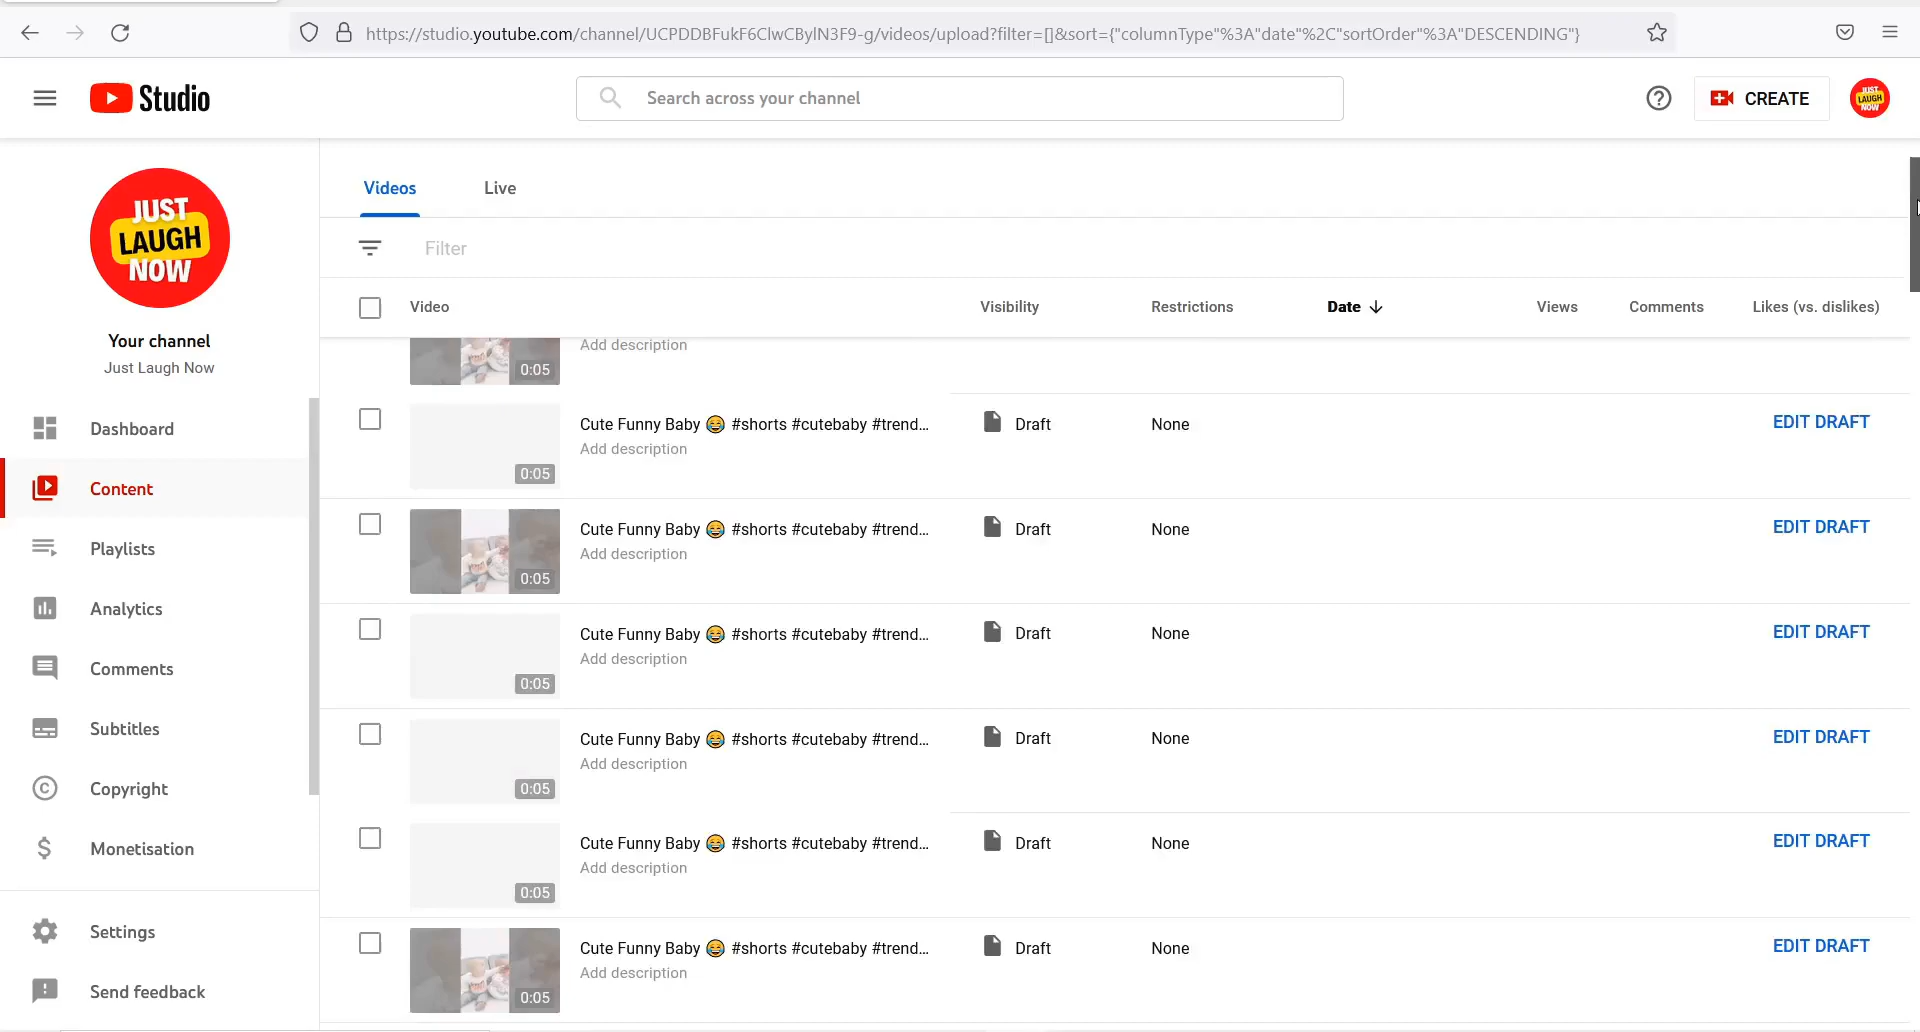 https://studio.youtube.com/channel/UCPDDBFukF6ClwCBylN3F9-g/videos/upload?filter=[]&sort={"columnType"%3A"date"%2C"sortOrder"%3A"DESCENDING"}
Studio
Search across your channel
CREATE
JUST LAUGH NOW
JUST
LAUGH
NOW
Your channel
Just Laugh Now
Dashboard
Content
Playlists
Analytics
Comments
Subtitles
Copyright
Monetisation
Settings
Send feedback
Videos Live
Filter
Video Visibility Restrictions Date Views Comments Likes (vs. dislikes)
0:05 Add description
Cute Funny Baby 😂 #shorts #cutebaby #trend... Draft None EDIT DRAFT
Add description
0:05
Cute Funny Baby 😂 #shorts #cutebaby #trend... Draft None EDIT DRAFT
Add description
0:05
Cute Funny Baby 😂 #shorts #cutebaby #trend... Draft None EDIT DRAFT
Add description
0:05
Cute Funny Baby 😂 #shorts #cutebaby #trend... Draft None EDIT DRAFT
Add description
0:05
Cute Funny Baby 😂 #shorts #cutebaby #trend... Draft None EDIT DRAFT
Add description
0:05
Cute Funny Baby 😂 #shorts #cutebaby #trend... Draft None EDIT DRAFT
Add description
0:05